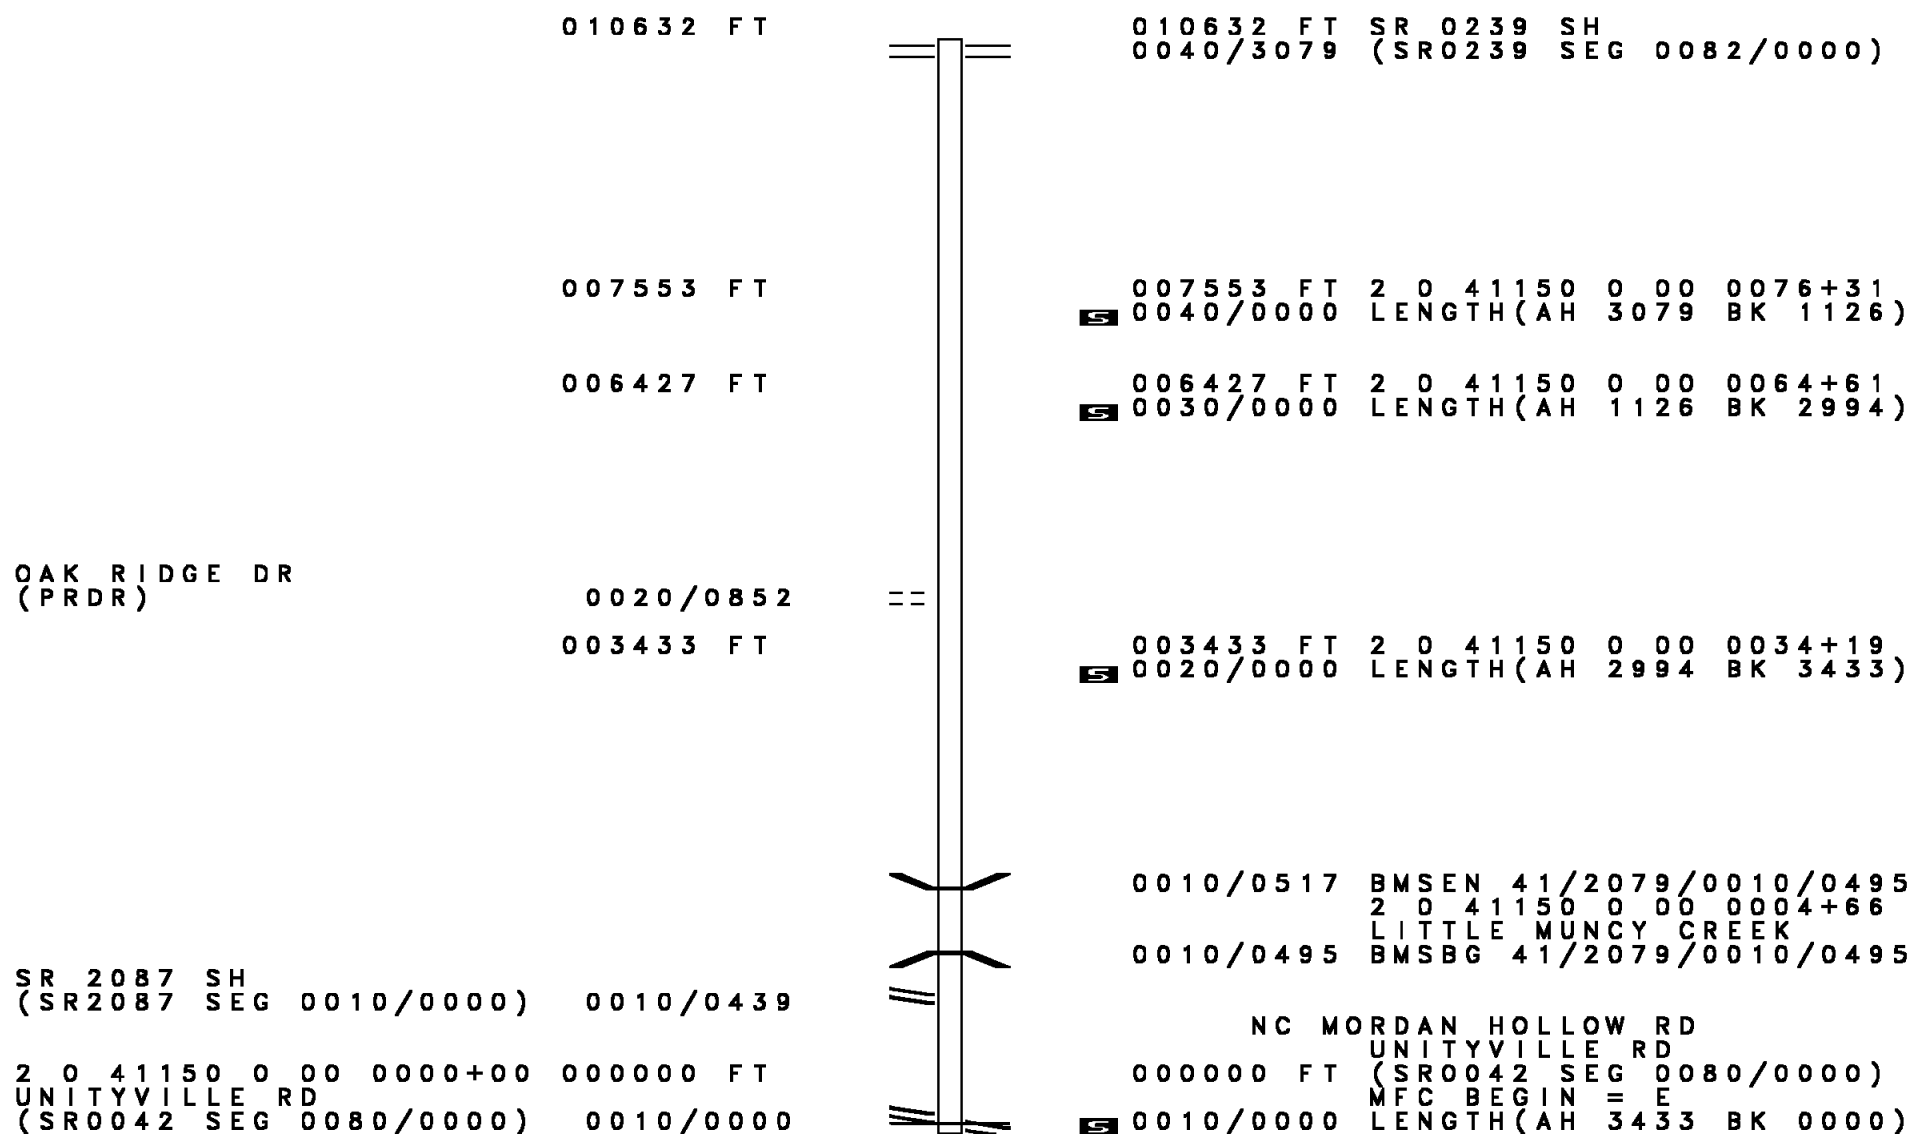 010632 FT 010632 FT SR 0239 SH
0040/3079 (SR0239 SEG 0082/0000)
007553 FT 007553 FT 2 0 41150 0 00 0076+31
S 0040/0000 LENGTH(AH 3079 BK 1126)
006427 FT 006427 FT 2 0 41150 0 00 0064+61
S 0030/0000 LENGTH(AH 1126 BK 2994)
OAK RIDGE DR
(PRDR) 0020/0852
003433 FT 003433 FT 2 0 41150 0 00 0034+19
S 0020/0000 LENGTH(AH 2994 BK 3433)
0010/0517 BMSEN 41/2079/0010/0495
2 0 41150 0 00 0004+66
LITTLE MUNCY CREEK
0010/0495 BMSBG 41/2079/0010/0495
SR 2087 SH
(SR2087 SEG 0010/0000) 0010/0439
NC MORDAN HOLLOW RD
UNITYVILLE RD
2 0 41150 0 00 0000+00 000000 FT 000000 FT (SR0042 SEG 0080/0000)
UNITYVILLE RD MFC BEGIN = E
(SR0042 SEG 0080/0000) 0010/0000 S 0010/0000 LENGTH(AH 3433 BK 0000)